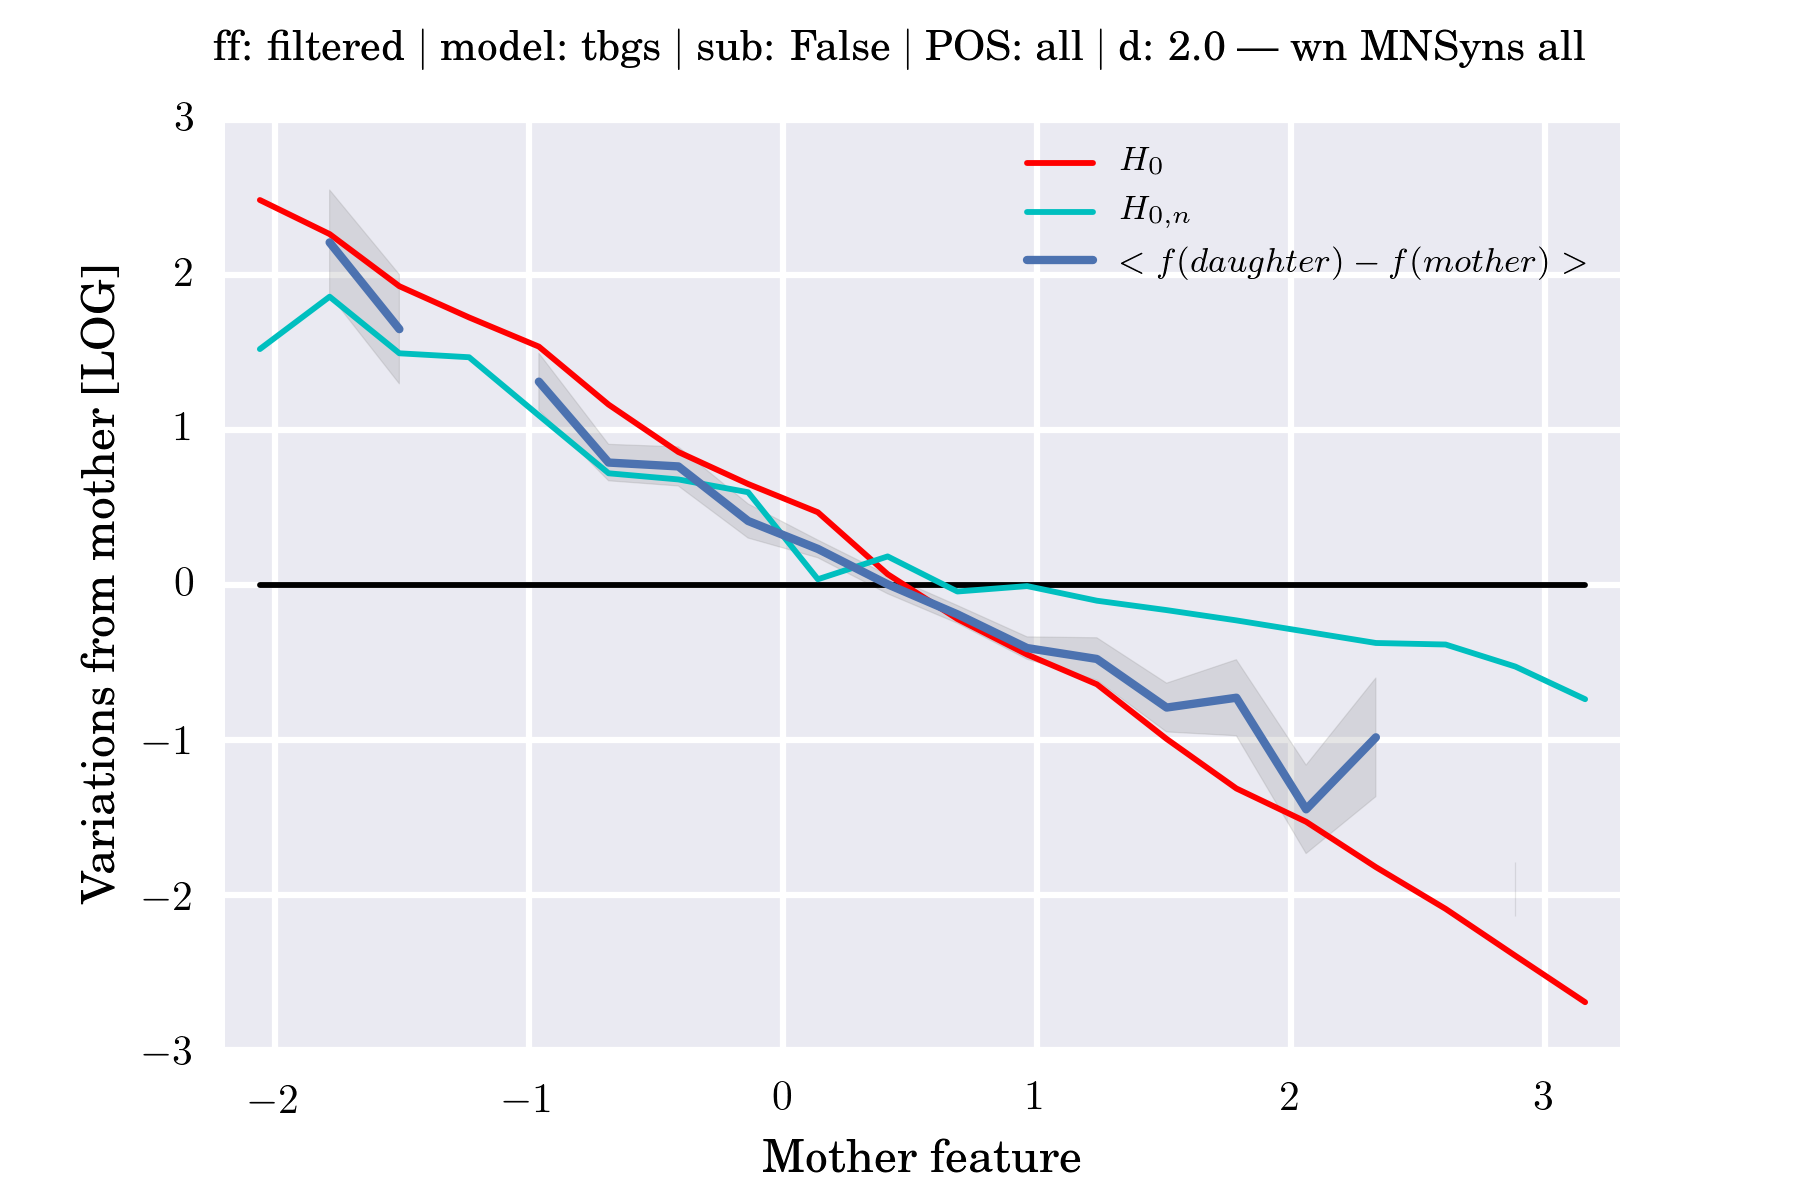 ff: filtered | model: tbgs | sub: False | POS: all | d: 2.0 — wn MNSyns all
H₀
H₀,ₙ
< f(daughter) − f(mother) >
Variations from mother [LOG]
3
2
1
0
−1
−2
−3
−2 −1 0 1 2 3
Mother feature